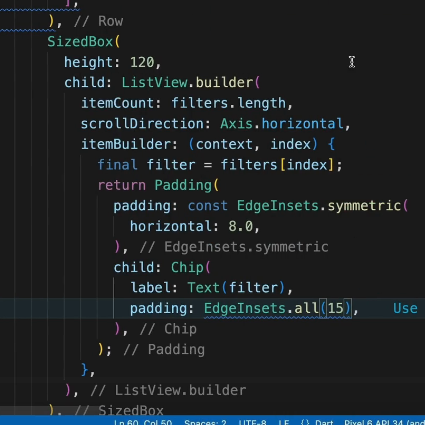 ],
), // Row
SizedBox(
height: 120,
child: ListView.builder(
itemCount: filters.length,
scrollDirection: Axis.horizontal,
itemBuilder: (context, index) {
final filter = filters[index];
return Padding(
padding: const EdgeInsets.symmetric(
horizontal: 8.0,
), // EdgeInsets.symmetric
child: Chip(
label: Text(filter),
padding: EdgeInsets.all(15), Use
), // Chip
); // Padding
},
), // ListView.builder
), // SizedBox
Ln 60, Col 50 Spaces: 2 UTF-8 LF {} Dart Pixel 6 API 34 (and